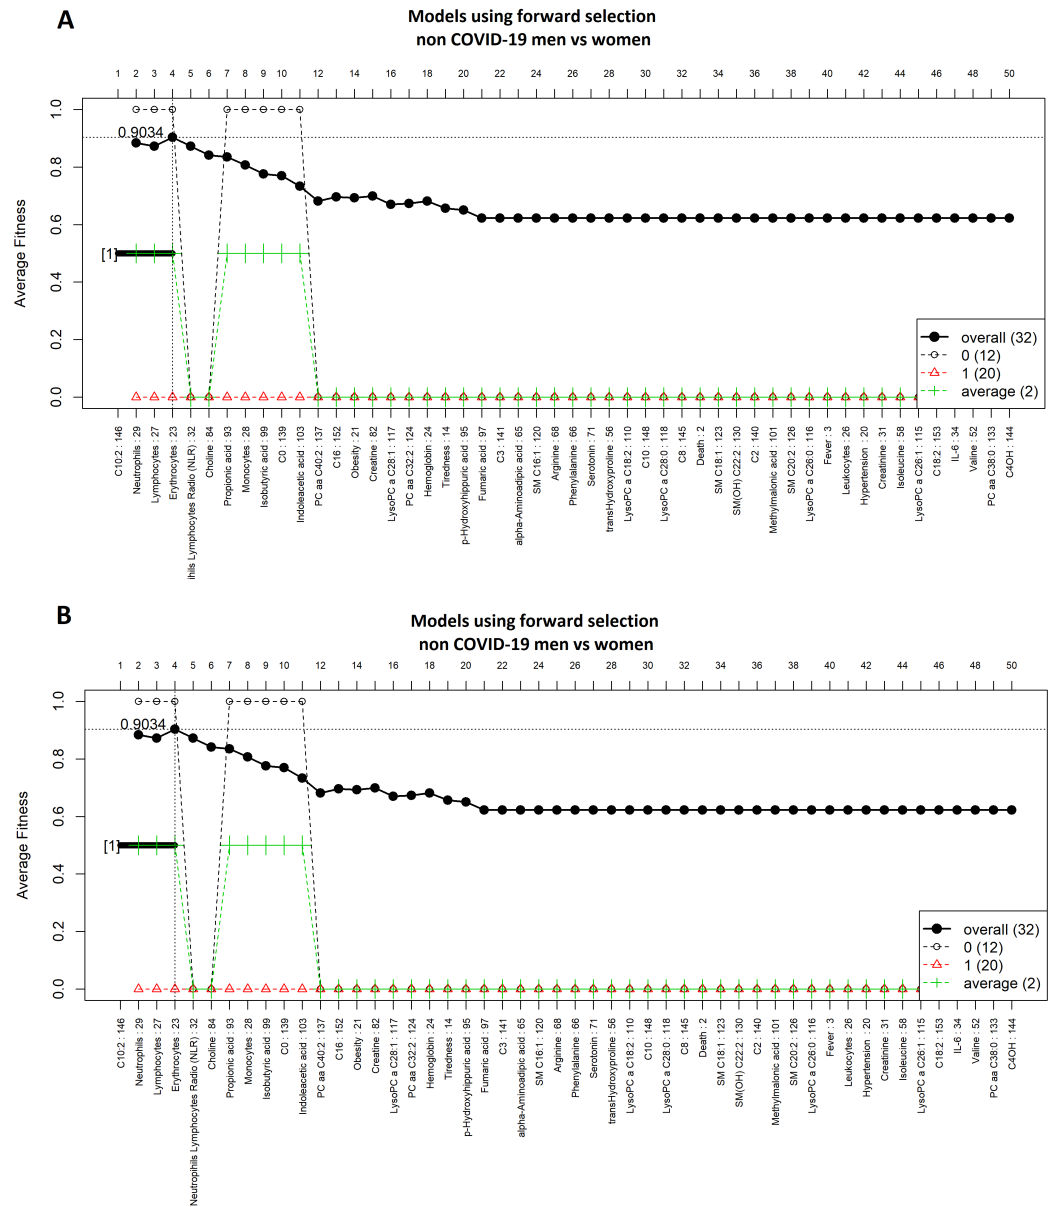 A
Models using forward selection
non COVID-19 men vs women
1 2 3 4 5 6 7 8 9 10 12 14 16 18 20 22 24 26 28 30 32 34 36 38 40 42 44 46 48 50
Average Fitness
1.0
0.8
0.6
0.4
0.2
0.0
0.9034
[1]
overall (32)
0 (12)
1 (20)
average (2)
C10:2 : 146
Neutrophils : 29
Lymphocytes : 27
Erythrocytes : 23
ihils Lymphocytes Radio (NLR) : 32
Choline : 84
Propionic acid : 93
Monocytes : 28
Isobutyric acid : 99
C0 : 139
Indoleacetic acid : 103
PC aa C40:2 : 137
C16 : 152
Obesity : 21
Creatine : 82
LysoPC a C28:1 : 117
PC aa C32:2 : 124
Hemoglobin : 24
Tiredness : 14
p-Hydroxyhippuric acid : 95
Fumaric acid : 97
C3 : 141
alpha-Aminoadipic acid : 65
SM C16:1 : 120
Arginine : 68
Phenylalanine : 66
Serotonin : 71
transHydroxyproline : 56
LysoPC a C18:2 : 110
C10 : 148
LysoPC a C28:0 : 118
C8 : 145
Death : 2
SM C18:1 : 123
SM(OH) C22:2 : 130
C2 : 140
Methylmalonic acid : 101
SM C20:2 : 126
LysoPC a C26:0 : 116
Fever : 3
Leukocytes : 26
Hypertension : 20
Creatinine : 31
Isoleucine : 58
LysoPC a C26:1 : 115
C18:2 : 153
IL-6 : 34
Valine : 52
PC aa C38:0 : 133
C4OH : 144
B
Models using forward selection
non COVID-19 men vs women
1 2 3 4 5 6 7 8 9 10 12 14 16 18 20 22 24 26 28 30 32 34 36 38 40 42 44 46 48 50
Average Fitness
1.0
0.8
0.6
0.4
0.2
0.0
0.9034
[1]
overall (32)
0 (12)
1 (20)
average (2)
C10:2 : 146
Neutrophils : 29
Lymphocytes : 27
Erythrocytes : 23
Neutropihils Lymphocytes Radio (NLR) : 32
Choline : 84
Propionic acid : 93
Monocytes : 28
Isobutyric acid : 99
C0 : 139
Indoleacetic acid : 103
PC aa C40:2 : 137
C16 : 152
Obesity : 21
Creatine : 82
LysoPC a C28:1 : 117
PC aa C32:2 : 124
Hemoglobin : 24
Tiredness : 14
p-Hydroxyhippuric acid : 95
Fumaric acid : 97
C3 : 141
alpha-Aminoadipic acid : 65
SM C16:1 : 120
Arginine : 68
Phenylalanine : 66
Serotonin : 71
transHydroxyproline : 56
LysoPC a C18:2 : 110
C10 : 148
LysoPC a C28:0 : 118
C8 : 145
Death : 2
SM C18:1 : 123
SM(OH) C22:2 : 130
C2 : 140
Methylmalonic acid : 101
SM C20:2 : 126
LysoPC a C26:0 : 116
Fever : 3
Leukocytes : 26
Hypertension : 20
Creatinine : 31
Isoleucine : 58
LysoPC a C26:1 : 115
C18:2 : 153
IL-6 : 34
Valine : 52
PC aa C38:0 : 133
C4OH : 144